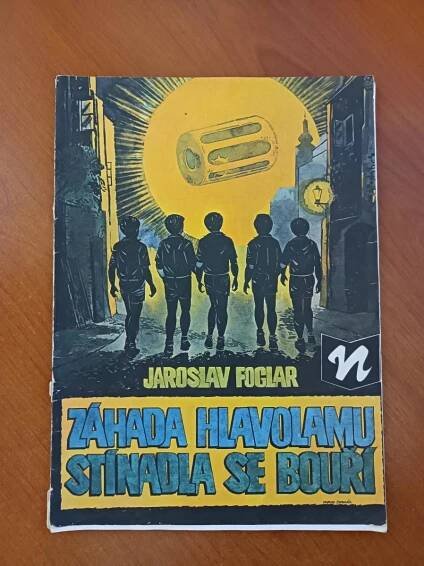 JAROSLAV FOGLAR
n
ZÁHADA HLAVOLAMU
STÍNADLA SE BOUŘÍ